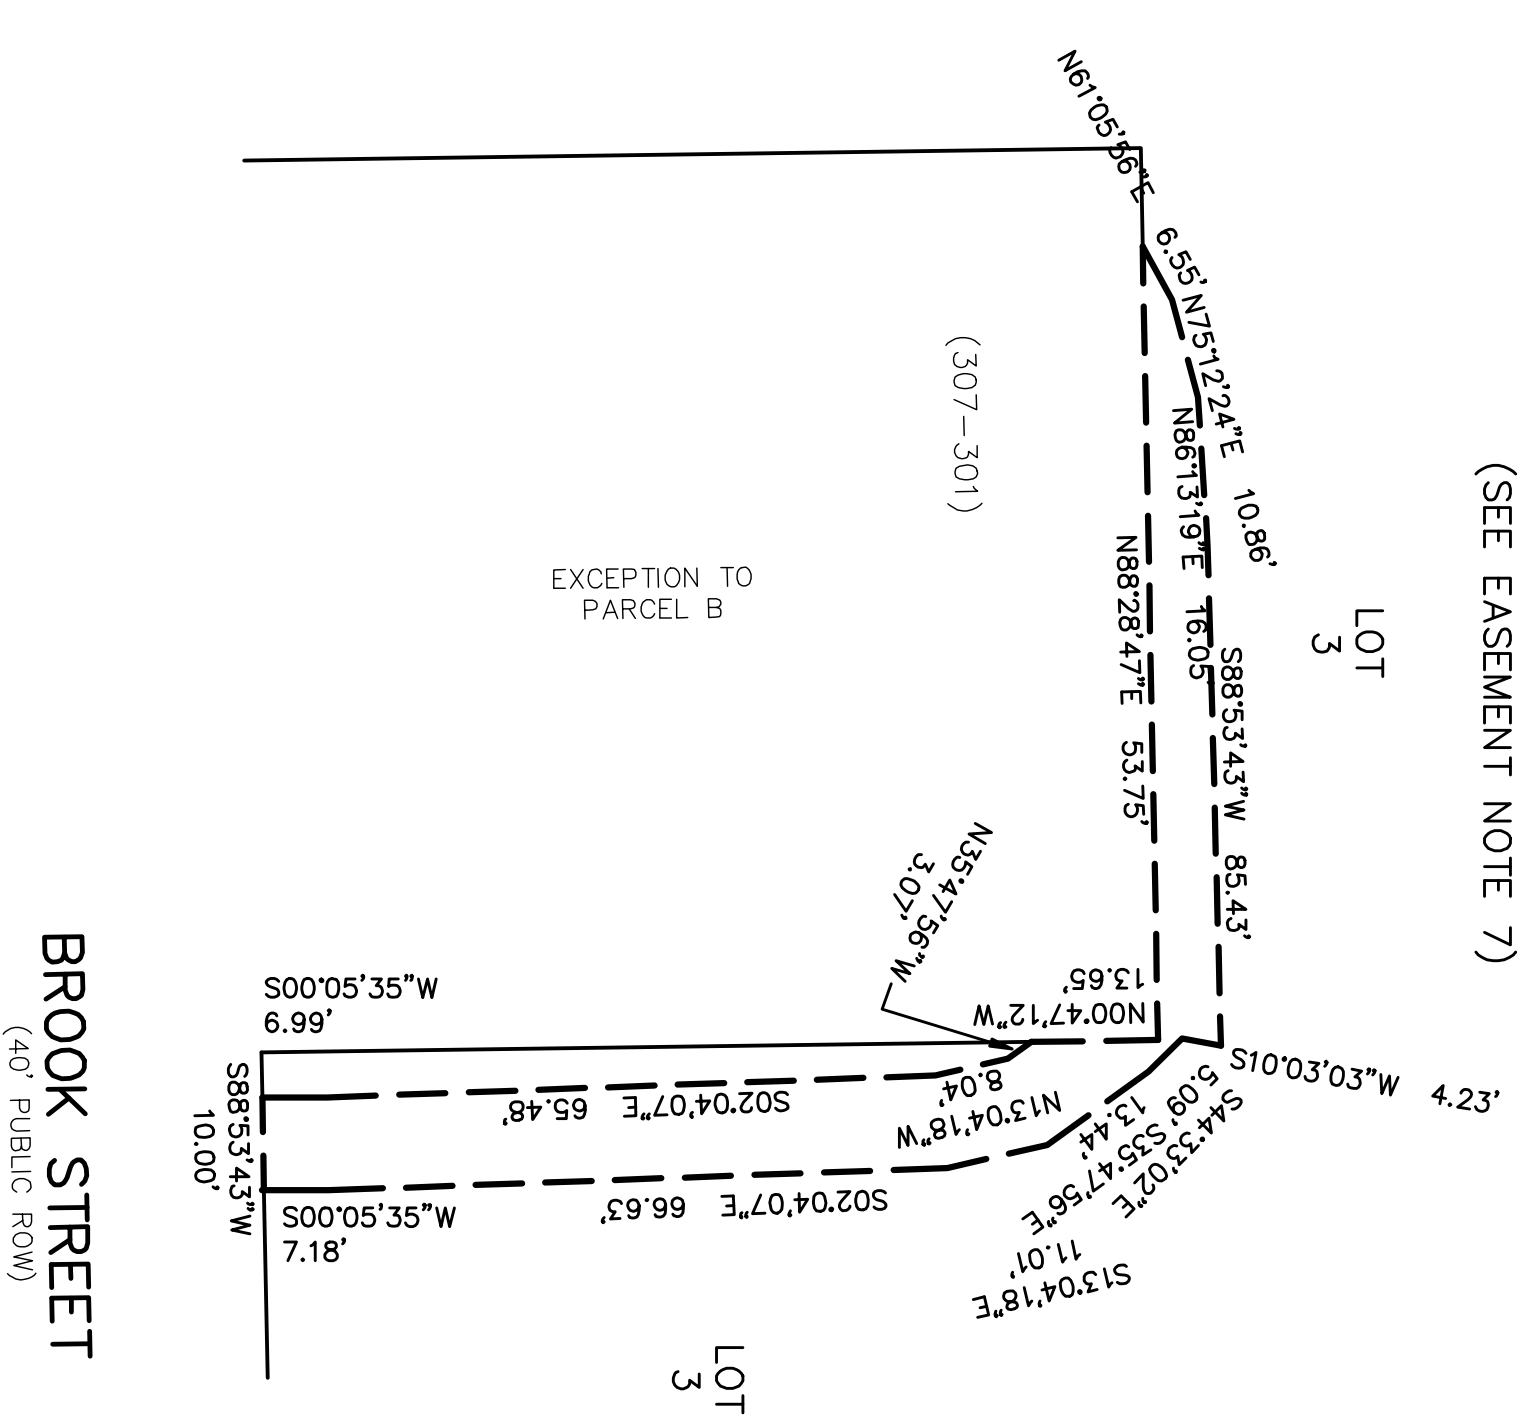 (SEE EASEMENT NOTE 7)
LOT
3
N61°05'56"E 6.55'
N75°12'24"E 10.86'
N86°13'19"E 16.05'
S88°53'43"W 85.43'
N88°28'47"E 53.75'
(307-301)
EXCEPTION TO
PARCEL B
N35°47'56"W
3.07'
13.65'
N00°47'12"W
S10°03'03"W 4.23'
S44°33'02"E
5.09'
S35°47'56"E
13.44'
S13°04'18"E
11.01'
N13°04'18"W
8.04'
S02°04'07"E 65.48'
S02°04'07"E 66.63'
S00°05'35"W
6.99'
S88°53'43"W
10.00'
S00°05'35"W
7.18'
BROOK STREET
(40' PUBLIC ROW)
LOT
3